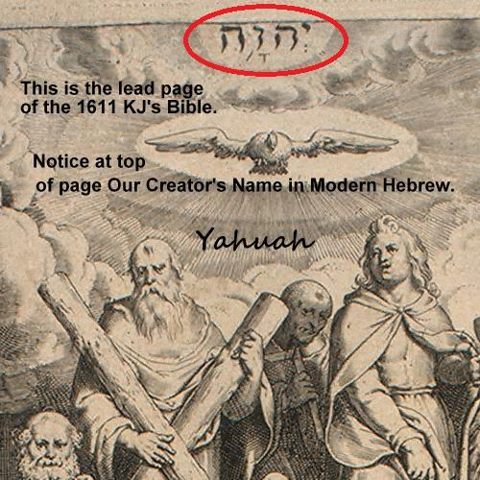 יְהוָה
This is the lead page
of the 1611 KJ's Bible.
Notice at top
of page Our Creator's Name in Modern Hebrew.
Yahuah